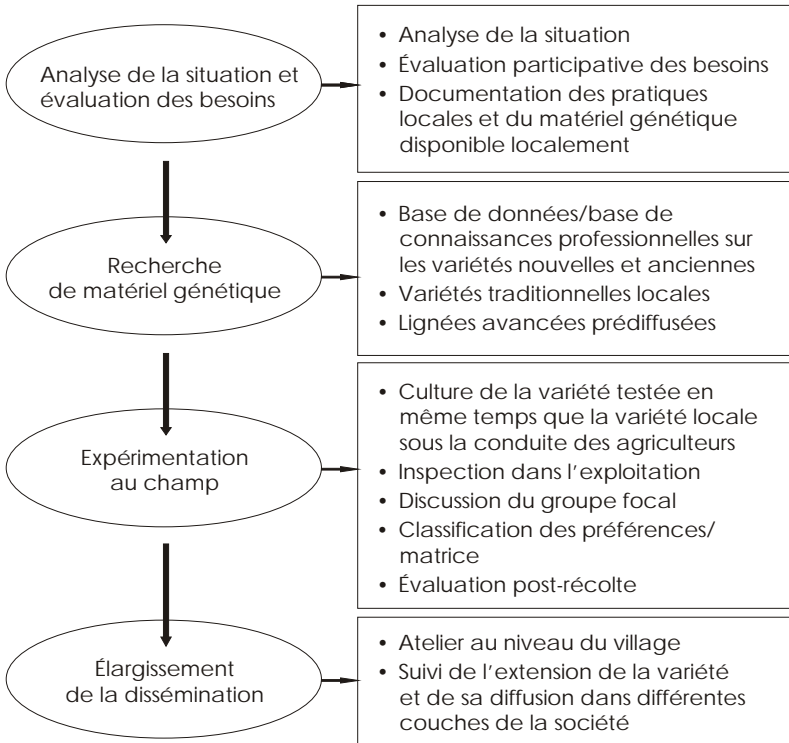 Analyse de la situation et
évaluation des besoins
• Analyse de la situation
• Évaluation participative des besoins
• Documentation des pratiques
locales et du matériel génétique
disponible localement
Recherche
de matériel génétique
• Base de données/base de
connaissances professionnelles sur
les variétés nouvelles et anciennes
• Variétés traditionnelles locales
• Lignées avancées prédiffusées
Expérimentation
au champ
• Culture de la variété testée en
même temps que la variété locale
sous la conduite des agriculteurs
• Inspection dans l'exploitation
• Discussion du groupe focal
• Classification des préférences/
matrice
• Évaluation post-récolte
Élargissement
de la dissémination
• Atelier au niveau du village
• Suivi de l'extension de la variété
et de sa diffusion dans différentes
couches de la société